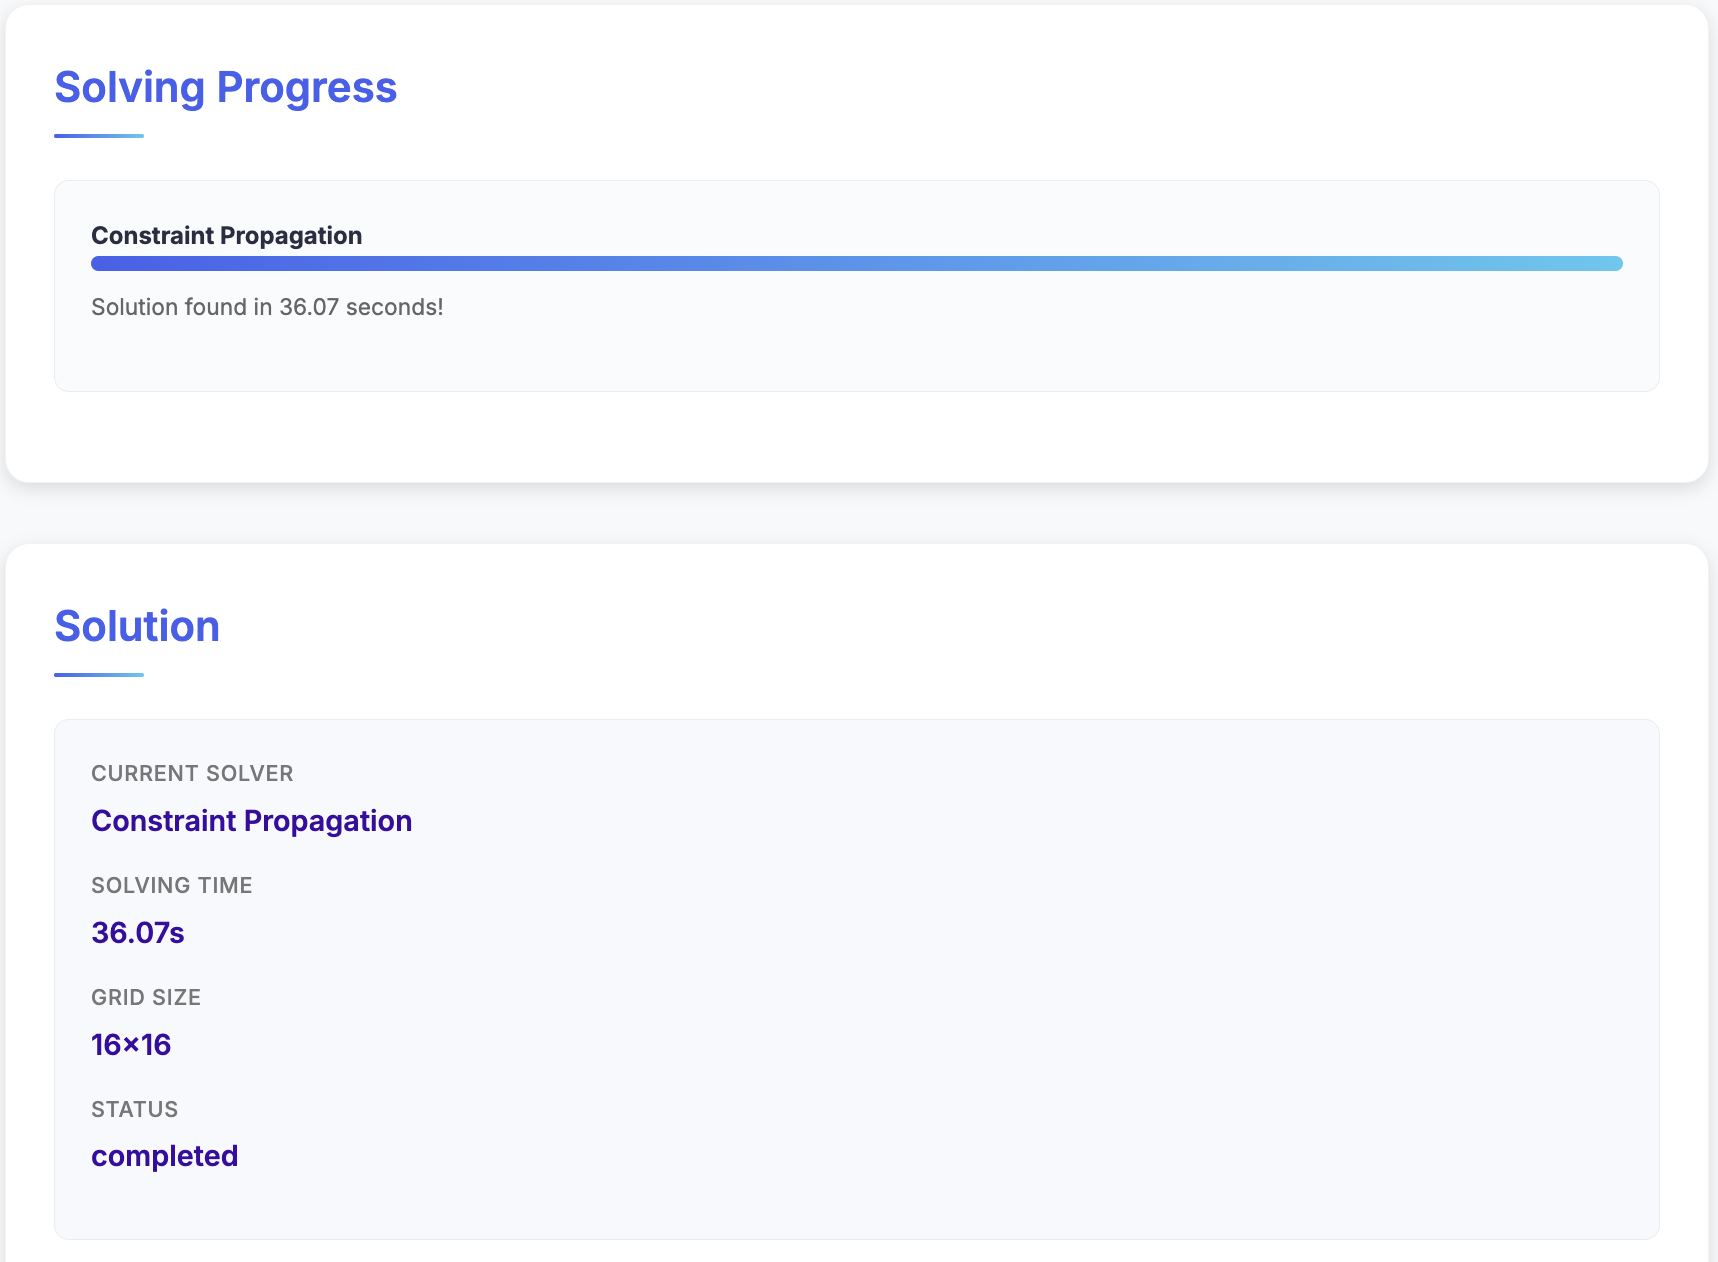 Solving Progress
Constraint Propagation
Solution found in 36.07 seconds!
Solution
CURRENT SOLVER
Constraint Propagation
SOLVING TIME
36.07s
GRID SIZE
16×16
STATUS
completed